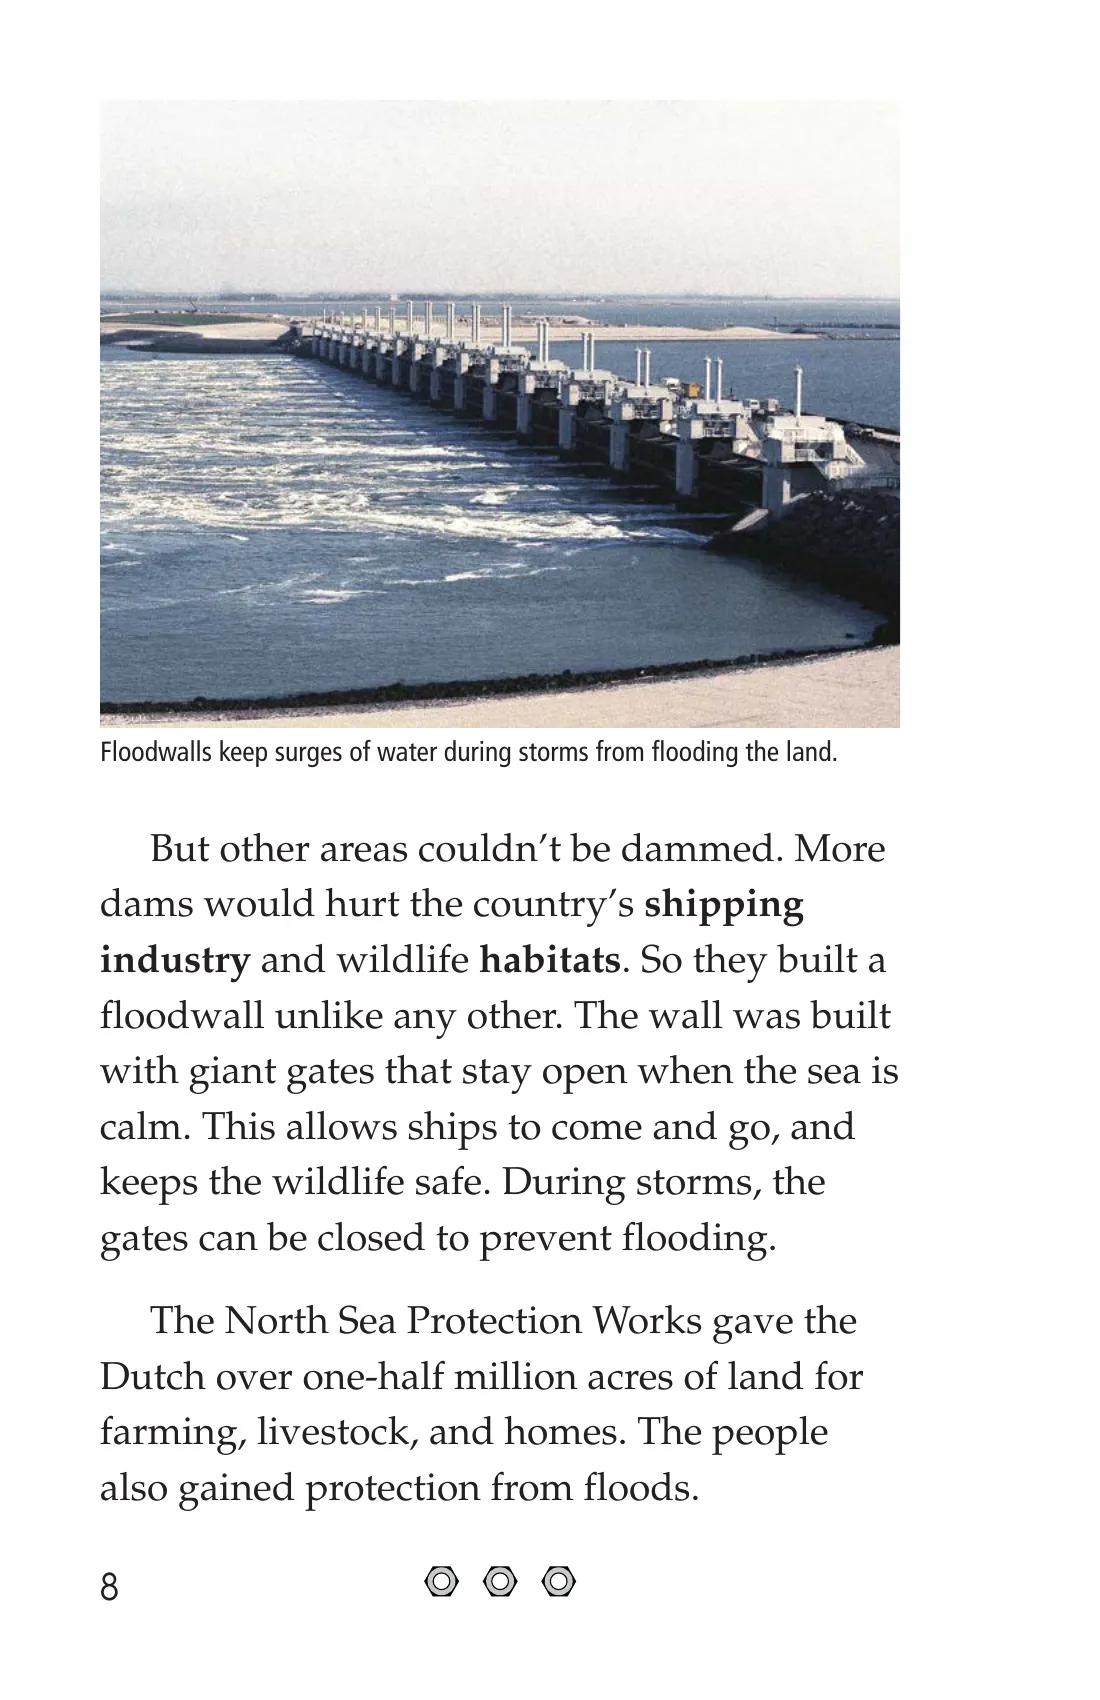 Floodwalls keep surges of water during storms from flooding the land.
But other areas couldn’t be dammed. More
dams would hurt the country’s shipping
industry and wildlife habitats. So they built a
floodwall unlike any other. The wall was built
with giant gates that stay open when the sea is
calm. This allows ships to come and go, and
keeps the wildlife safe. During storms, the
gates can be closed to prevent flooding.
The North Sea Protection Works gave the
Dutch over one-half million acres of land for
farming, livestock, and homes. The people
also gained protection from floods.
8